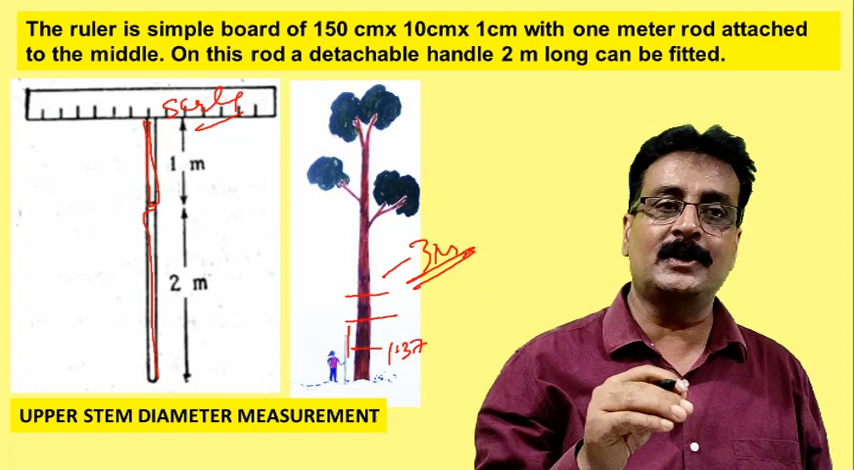 The ruler is simple board of 150 cmx 10cmx 1cm with one meter rod attached
to the middle. On this rod a detachable handle 2 m long can be fitted.
Scale
1 m
2 m
3m
1.37
UPPER STEM DIAMETER MEASUREMENT